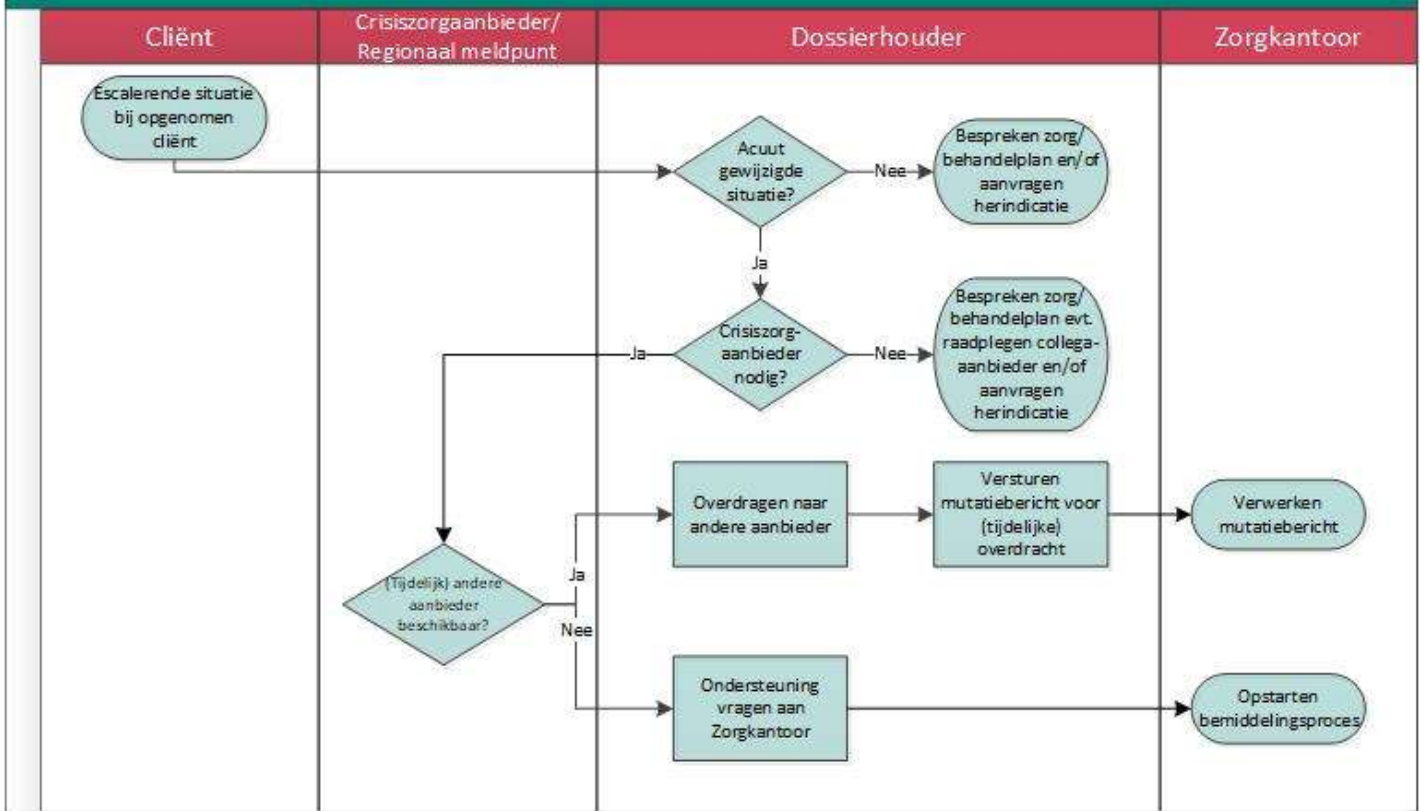 Cliënt
Crisiszorgaanbieder/
Regionaal meldpunt
Dossierhouder
Zorgkantoor
Escalerende situatie
bij opgenomen
cliënt
Acuut
gewijzigde
situatie?
Nee
Bespreken zorg/
behandelplan en/of
aanvragen
herindicatie
Ja
Crisiszorg-
aanbieder
nodig?
Ja
Nee
Bespreken zorg/
behandelplan evt.
raadplegen collega-
aanbieder en/of
aanvragen
herindicatie
(Tijdelijk) andere
aanbieder
beschikbaar?
Ja
Nee
Overdragen naar
andere aanbieder
Versturen
mutatiebericht voor
(tijdelijke)
overdracht
Verwerken
mutatiebericht
Ondersteuning
vragen aan
Zorgkantoor
Opstarten
bemiddelingsproces